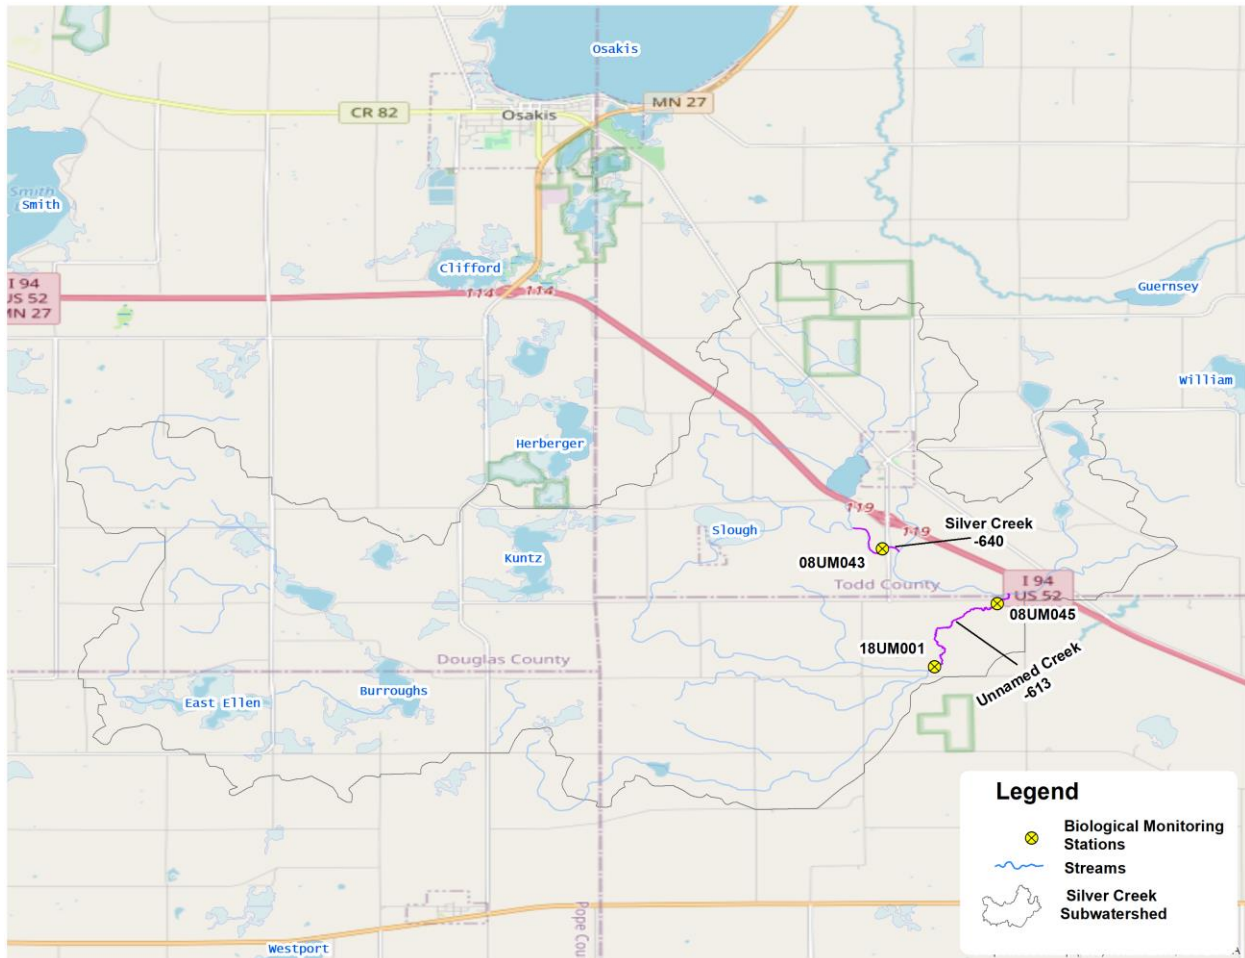 Osakis
MN 27
CR 82
Osakis
Smith
Smith
Clifford
I 94
US 52
MN 27
114
114
Guernsey
William
Herberger
119
119
Slough
Silver Creek
-640
Kuntz
08UM043
Todd County
I 94
US 52
08UM045
18UM001
Unnamed Creek
-613
Douglas County
Burroughs
East Ellen
Legend
Biological Monitoring
Stations
Streams
Silver Creek
Subwatershed
Pope Cou
Westport